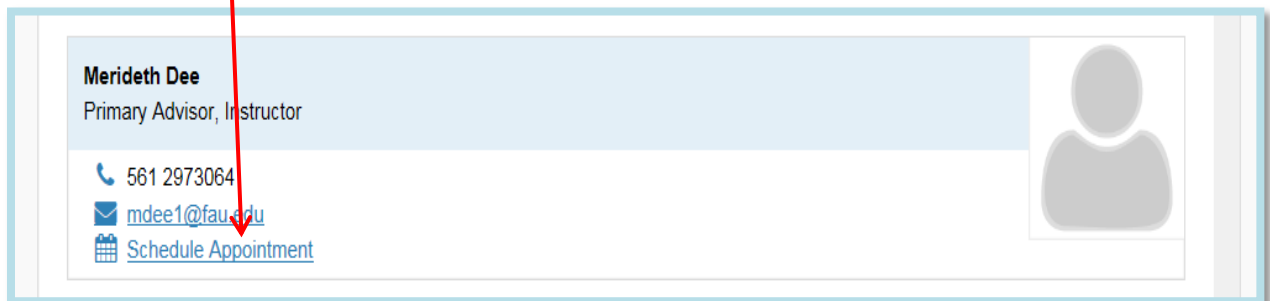 Merideth Dee
Primary Advisor, Instructor
561 2973064
mdee1@fau.edu
Schedule Appointment